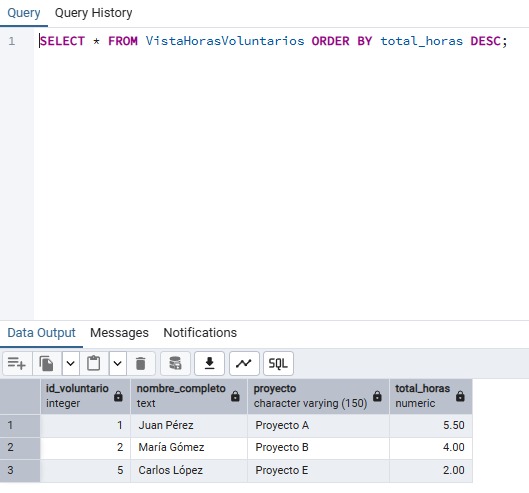 Query Query History
1 SELECT * FROM VistaHorasVoluntarios ORDER BY total_horas DESC;
Data Output Messages Notifications
SQL
id_voluntario nombre_completo proyecto total_horas
integer text character varying (150) numeric
1 1 Juan Pérez Proyecto A 5.50
2 2 María Gómez Proyecto B 4.00
3 5 Carlos López Proyecto E 2.00